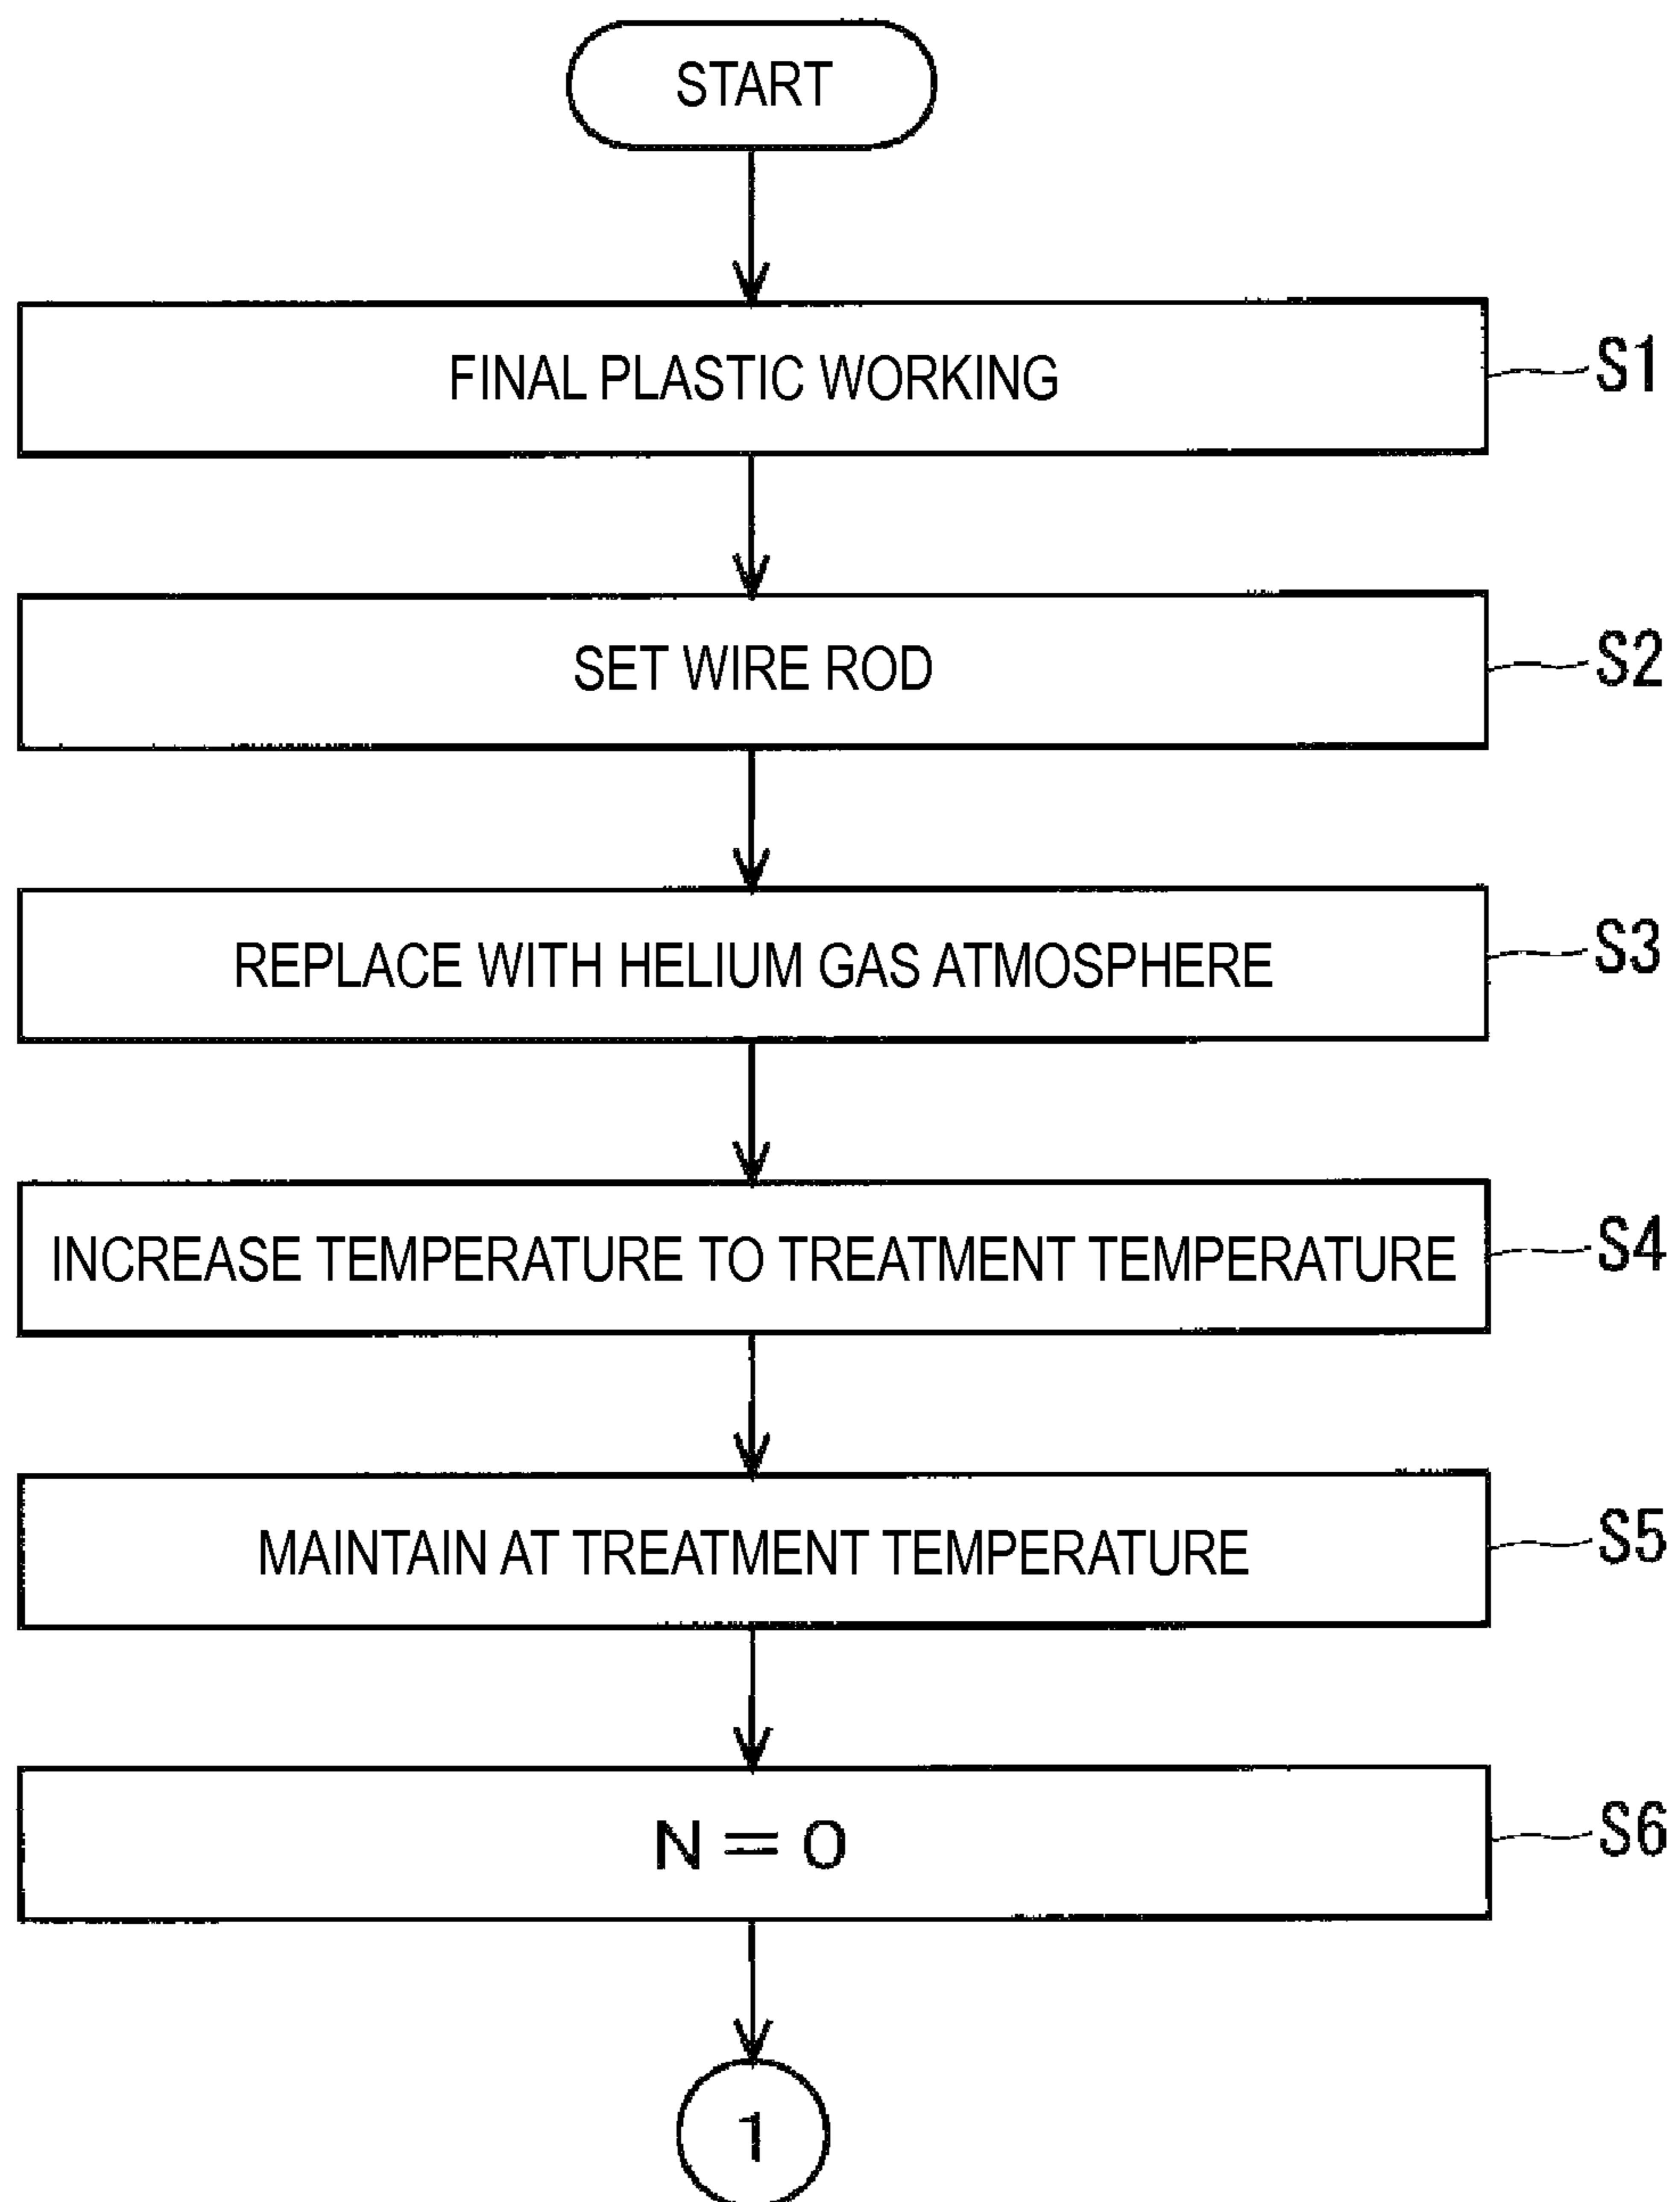 START
FINAL PLASTIC WORKING
S1
SET WIRE ROD
S2
REPLACE WITH HELIUM GAS ATMOSPHERE
S3
INCREASE TEMPERATURE TO TREATMENT TEMPERATURE
S4
MAINTAIN AT TREATMENT TEMPERATURE
S5
N = 0
S6
1